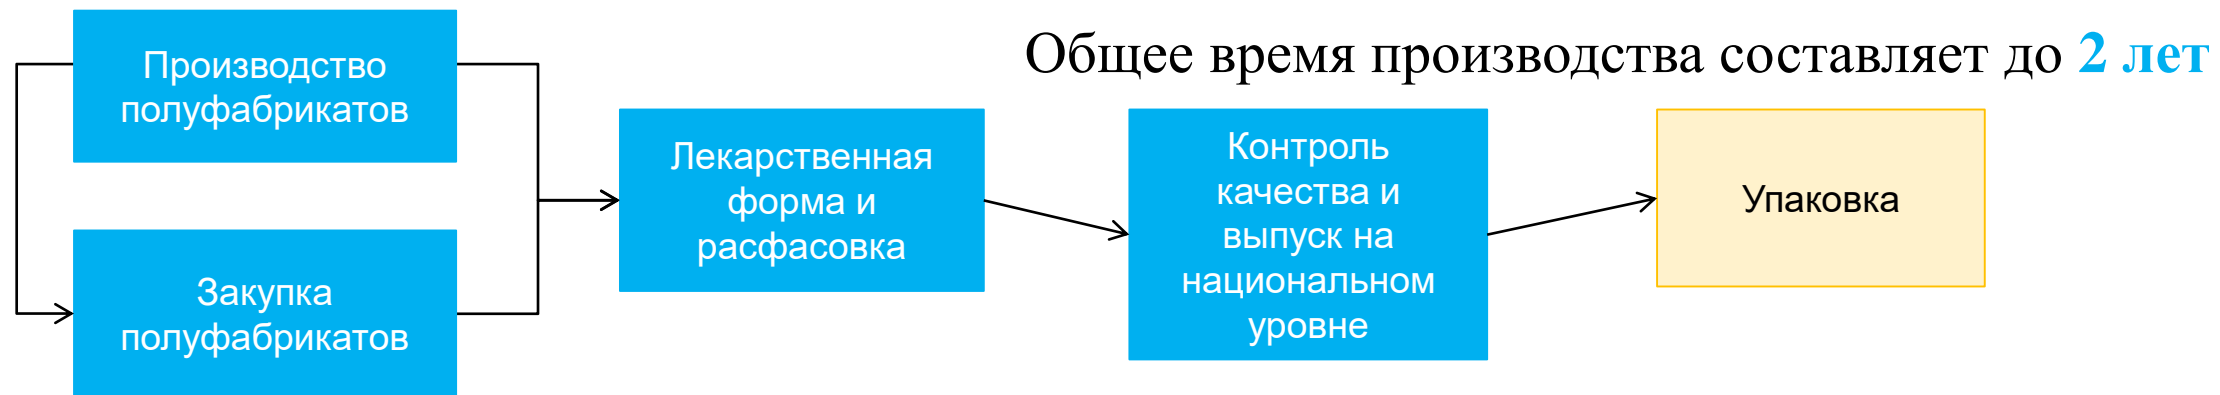 Общее время производства составляет до 2 лет
Производство
полуфабрикатов
Закупка
полуфабрикатов
Лекарственная
форма и
расфасовка
Контроль
качества и
выпуск на
национальном
уровне
Упаковка